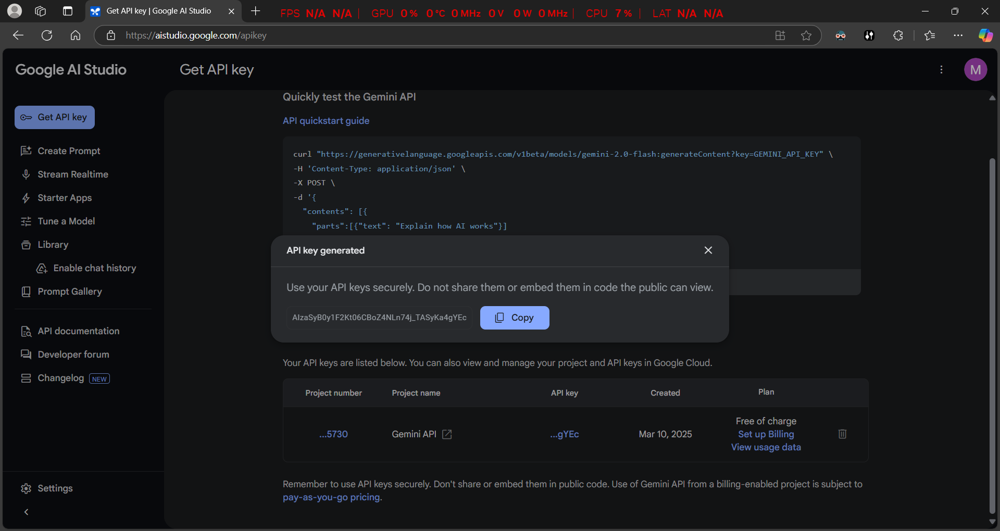 Get API key | Google AI Studio
FPS N/A N/A | GPU 0 % 0 °C 0 MHz 0 V 0 W 0 MHz | CPU 7 % | LAT N/A N/A
https://aistudio.google.com/apikey
Google AI Studio
Get API key
M
Get API key
Create Prompt
Stream Realtime
Starter Apps
Tune a Model
Library
Enable chat history
Prompt Gallery
API documentation
Developer forum
Changelog NEW
Settings
Quickly test the Gemini API
API quickstart guide
curl "https://generativelanguage.googleapis.com/v1beta/models/gemini-2.0-flash:generateContent?key=GEMINI_API_KEY" \
-H 'Content-Type: application/json' \
-X POST \
-d '{
"contents": [{
"parts":[{"text": "Explain how AI works"}]
API key generated
Use your API keys securely. Do not share them or embed them in code the public can view.
AIzaSyB0y1F2Kt06CBoZ4NLn74j_TASyKa4gYEc
Copy
Your API keys are listed below. You can also view and manage your project and API keys in Google Cloud.
Project number Project name API key Created Plan
...5730 Gemini API ...gYEc Mar 10, 2025 Free of charge
Set up Billing
View usage data
Remember to use API keys securely. Don't share or embed them in public code. Use of Gemini API from a billing-enabled project is subject to
pay-as-you-go pricing.